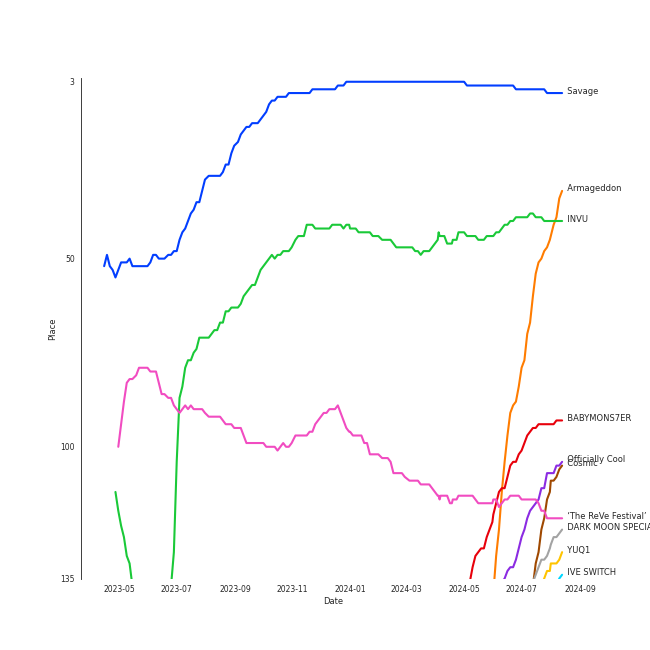 3
Savage
Armageddon
INVU
50
Place
BABYMONS7ER
100
Officially Cool
Cosmic
‘The ReVe Festival’
DARK MOON SPECIA
YUQ1
IVE SWITCH
135
2023-05 2023-07 2023-09 2023-11 2024-01 2024-03 2024-05 2024-07 2024-09
Date